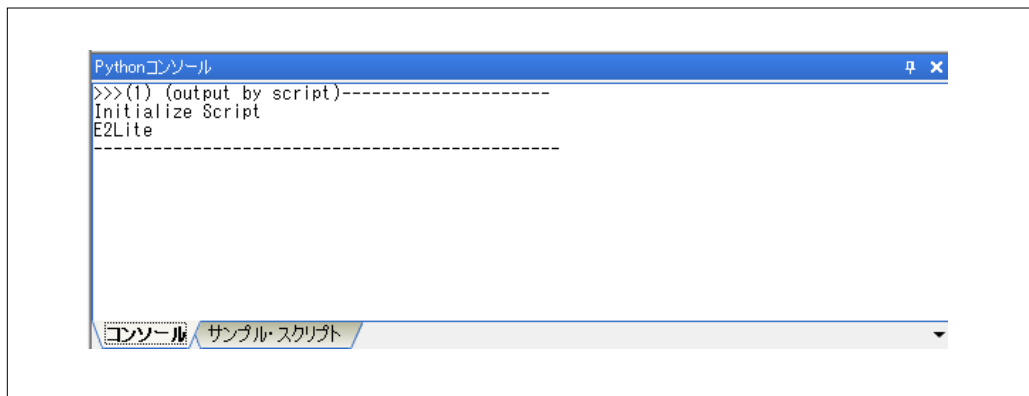 Pythonコンソール
>>>(1) (output by script)---------------------
Initialize Script
E2Lite
-----------------------------------------------
コンソール サンプル・スクリプト